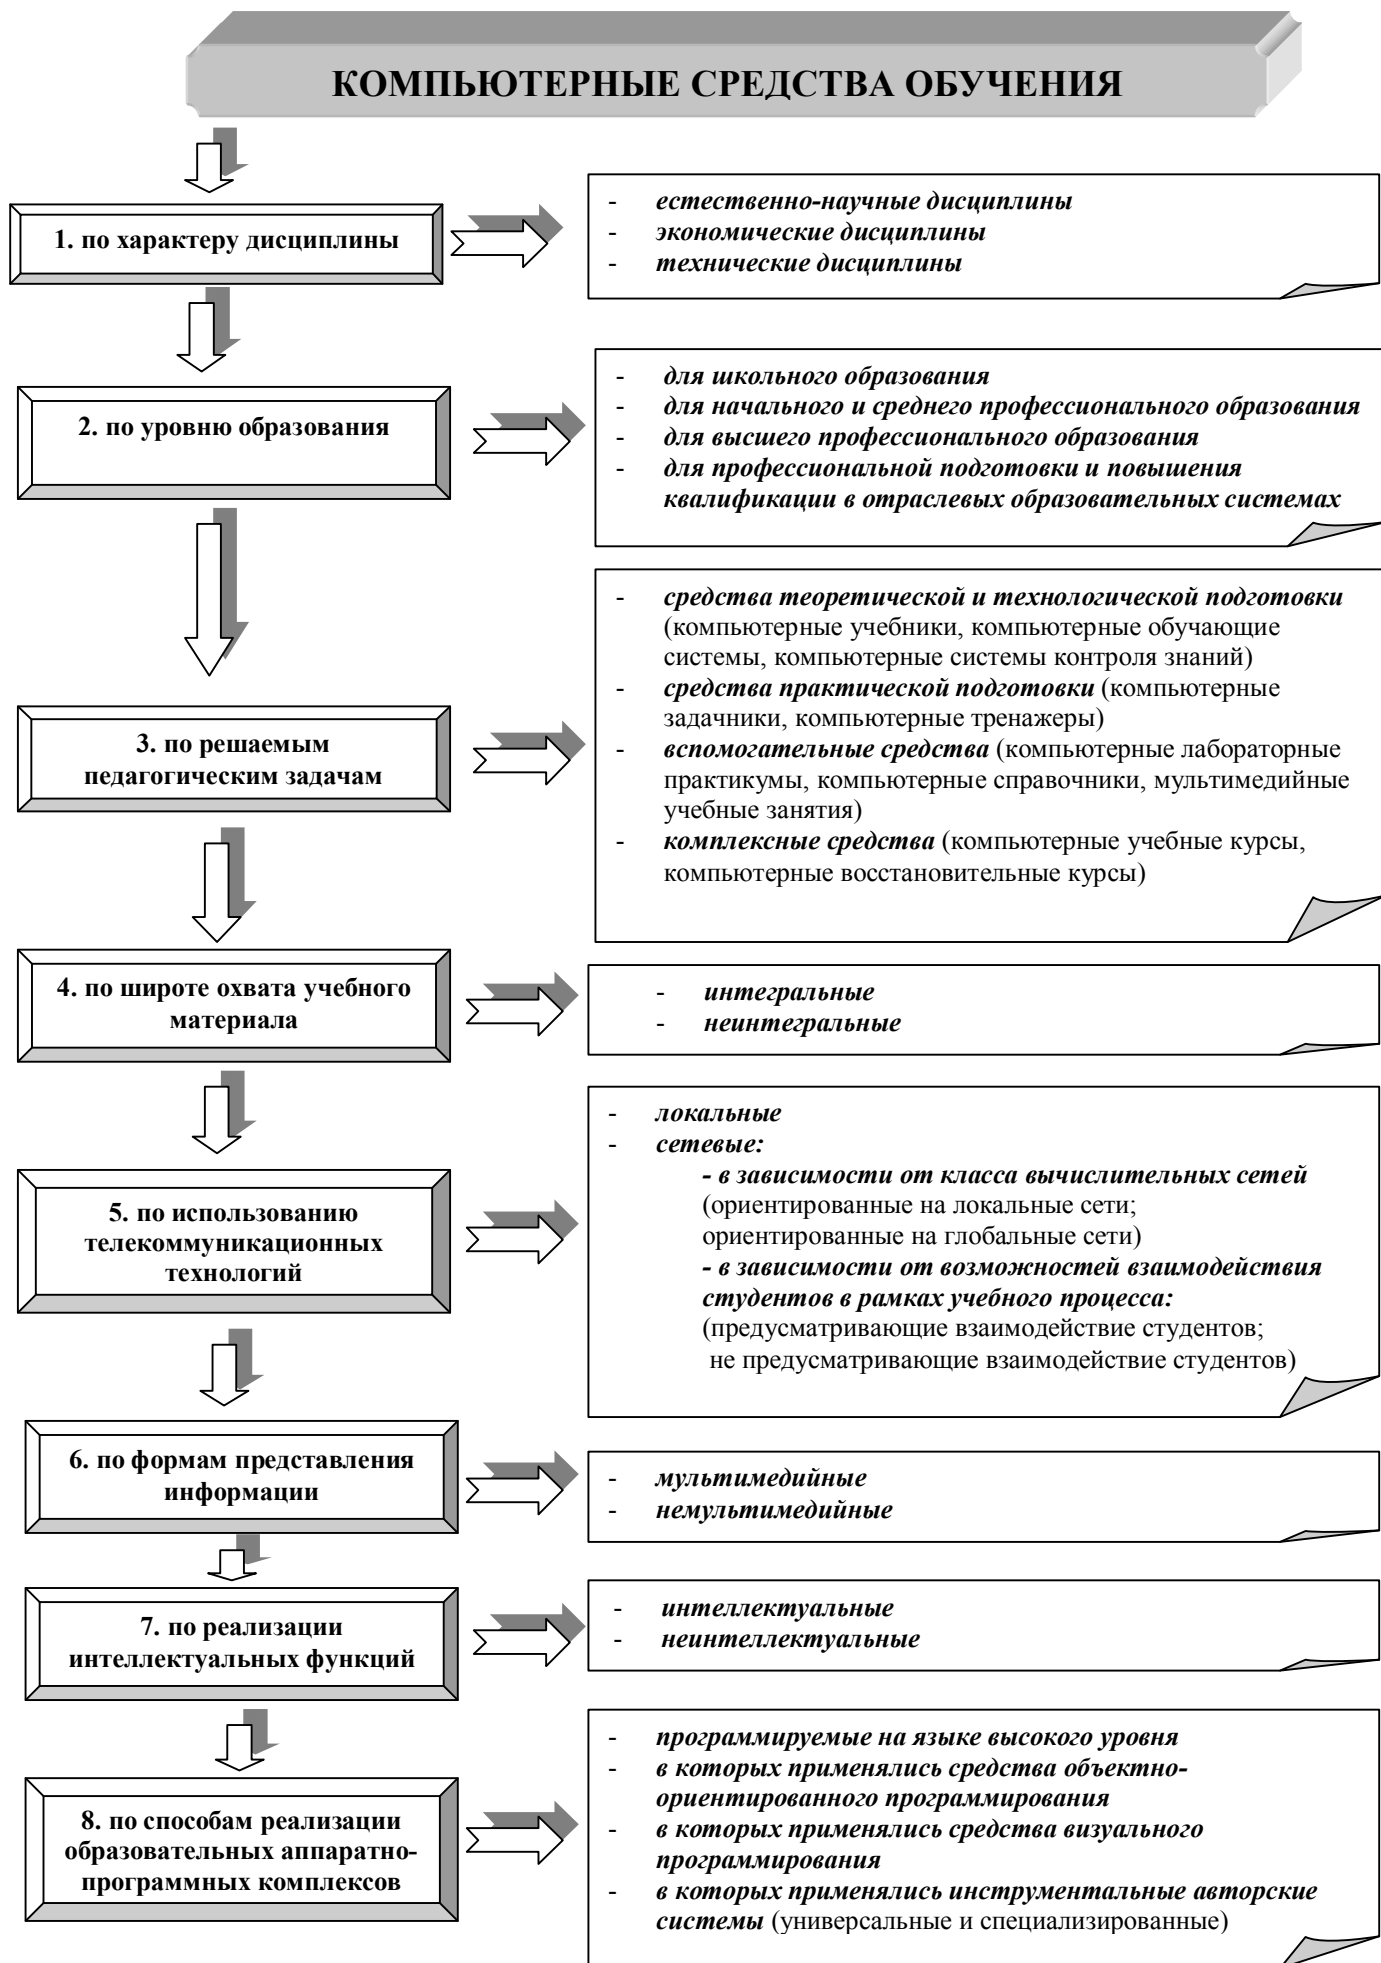 КОМПЬЮТЕРНЫЕ СРЕДСТВА ОБУЧЕНИЯ
1. по характеру дисциплины
- естественно-научные дисциплины
- экономические дисциплины
- технические дисциплины
2. по уровню образования
- для школьного образования
- для начального и среднего профессионального образования
- для высшего профессионального образования
- для профессиональной подготовки и повышения
квалификации в отраслевых образовательных системах
3. по решаемым
педагогическим задачам
- средства теоретической и технологической подготовки
(компьютерные учебники, компьютерные обучающие
системы, компьютерные системы контроля знаний)
- средства практической подготовки (компьютерные
задачники, компьютерные тренажеры)
- вспомогательные средства (компьютерные лабораторные
практикумы, компьютерные справочники, мультимедийные
учебные занятия)
- комплексные средства (компьютерные учебные курсы,
компьютерные восстановительные курсы)
4. по широте охвата учебного
материала
- интегральные
- неинтегральные
5. по использованию
телекоммуникационных
технологий
- локальные
- сетевые:
- в зависимости от класса вычислительных сетей
(ориентированные на локальные сети;
ориентированные на глобальные сети)
- в зависимости от возможностей взаимодействия
студентов в рамках учебного процесса:
(предусматривающие взаимодействие студентов;
не предусматривающие взаимодействие студентов)
6. по формам представления
информации
- мультимедийные
- немультимедийные
7. по реализации
интеллектуальных функций
- интеллектуальные
- неинтеллектуальные
8. по способам реализации
образовательных аппаратно-
программных комплексов
- программируемые на языке высокого уровня
- в которых применялись средства объектно-
ориентированного программирования
- в которых применялись средства визуального
программирования
- в которых применялись инструментальные авторские
системы (универсальные и специализированные)